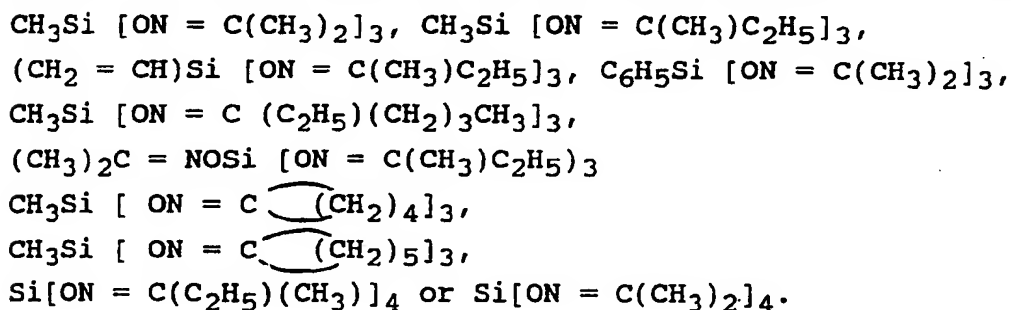 CH3Si [ON = C(CH3)2]3, CH3Si [ON = C(CH3)C2H5]3,
(CH2 = CH)Si [ON = C(CH3)C2H5]3, C6H5Si [ON = C(CH3)2]3,
CH3Si [ON = C (C2H5)(CH2)3CH3]3,
(CH3)2C = NOSi [ON = C(CH3)C2H5)3
CH3Si [ ON = C (CH2)4]3,
CH3Si [ ON = C (CH2)5]3,
Si[ON = C(C2H5)(CH3)]4 or Si[ON = C(CH3)2]4.